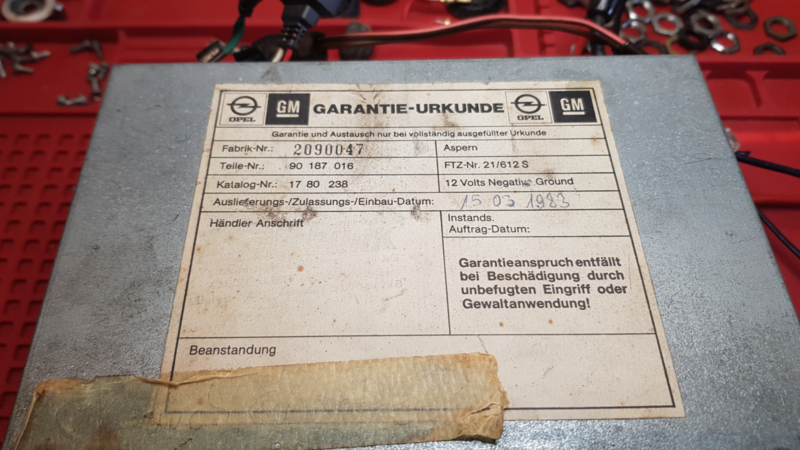 OPEL GM GARANTIE-URKUNDE OPEL GM
Garantie und Austausch nur bei vollständig ausgefüllter Urkunde
Fabrik-Nr.: 2090047 Aspern
Teile-Nr.: 90 187 016 FTZ-Nr. 21/612 S
Katalog-Nr.: 17 80 238 12 Volts Negative Ground
Auslieferungs-/Zulassungs-/Einbau-Datum: 15 03 1983
Händler Anschrift
Instands.
Auftrag-Datum:
Garantieanspruch entfällt
bei Beschädigung durch
unbefugten Eingriff oder
Gewaltanwendung!
Beanstandung